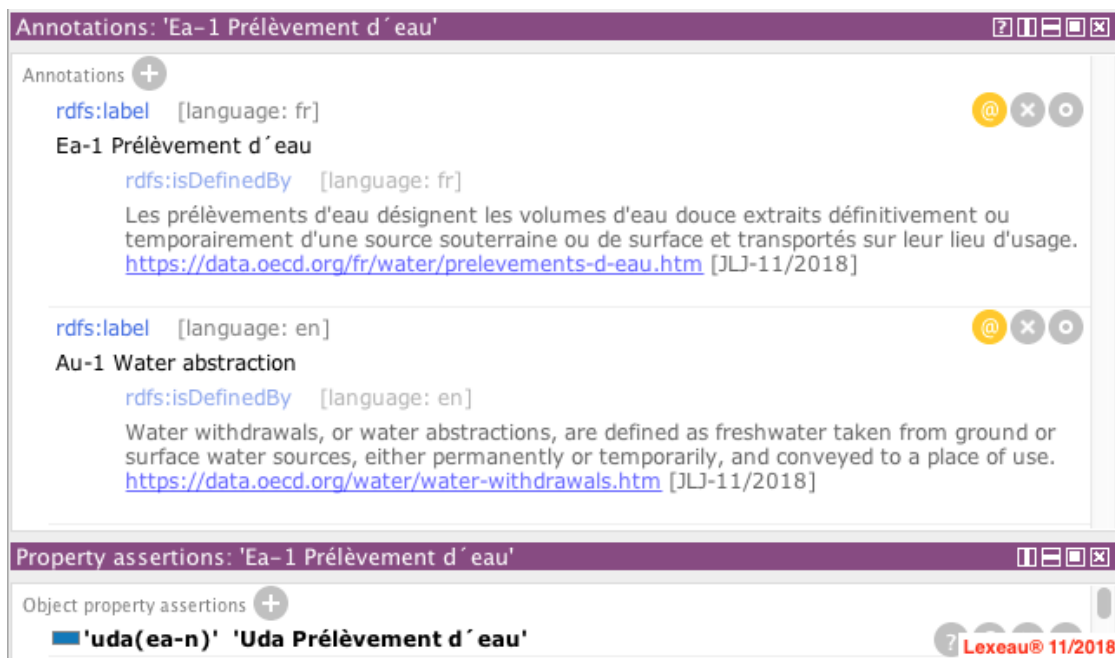 Annotations: 'Ea-1 Prélèvement d´eau'
Annotations
rdfs:label [language: fr]
Ea-1 Prélèvement d´eau
rdfs:isDefinedBy [language: fr]
Les prélèvements d'eau désignent les volumes d'eau douce extraits définitivement ou
temporairement d'une source souterraine ou de surface et transportés sur leur lieu d'usage.
https://data.oecd.org/fr/water/prelevements-d-eau.htm [JLJ-11/2018]
rdfs:label [language: en]
Au-1 Water abstraction
rdfs:isDefinedBy [language: en]
Water withdrawals, or water abstractions, are defined as freshwater taken from ground or
surface water sources, either permanently or temporarily, and conveyed to a place of use.
https://data.oecd.org/water/water-withdrawals.htm [JLJ-11/2018]
Property assertions: 'Ea-1 Prélèvement d´eau'
Object property assertions
'uda(ea-n)' 'Uda Prélèvement d´eau'
Lexeau® 11/2018